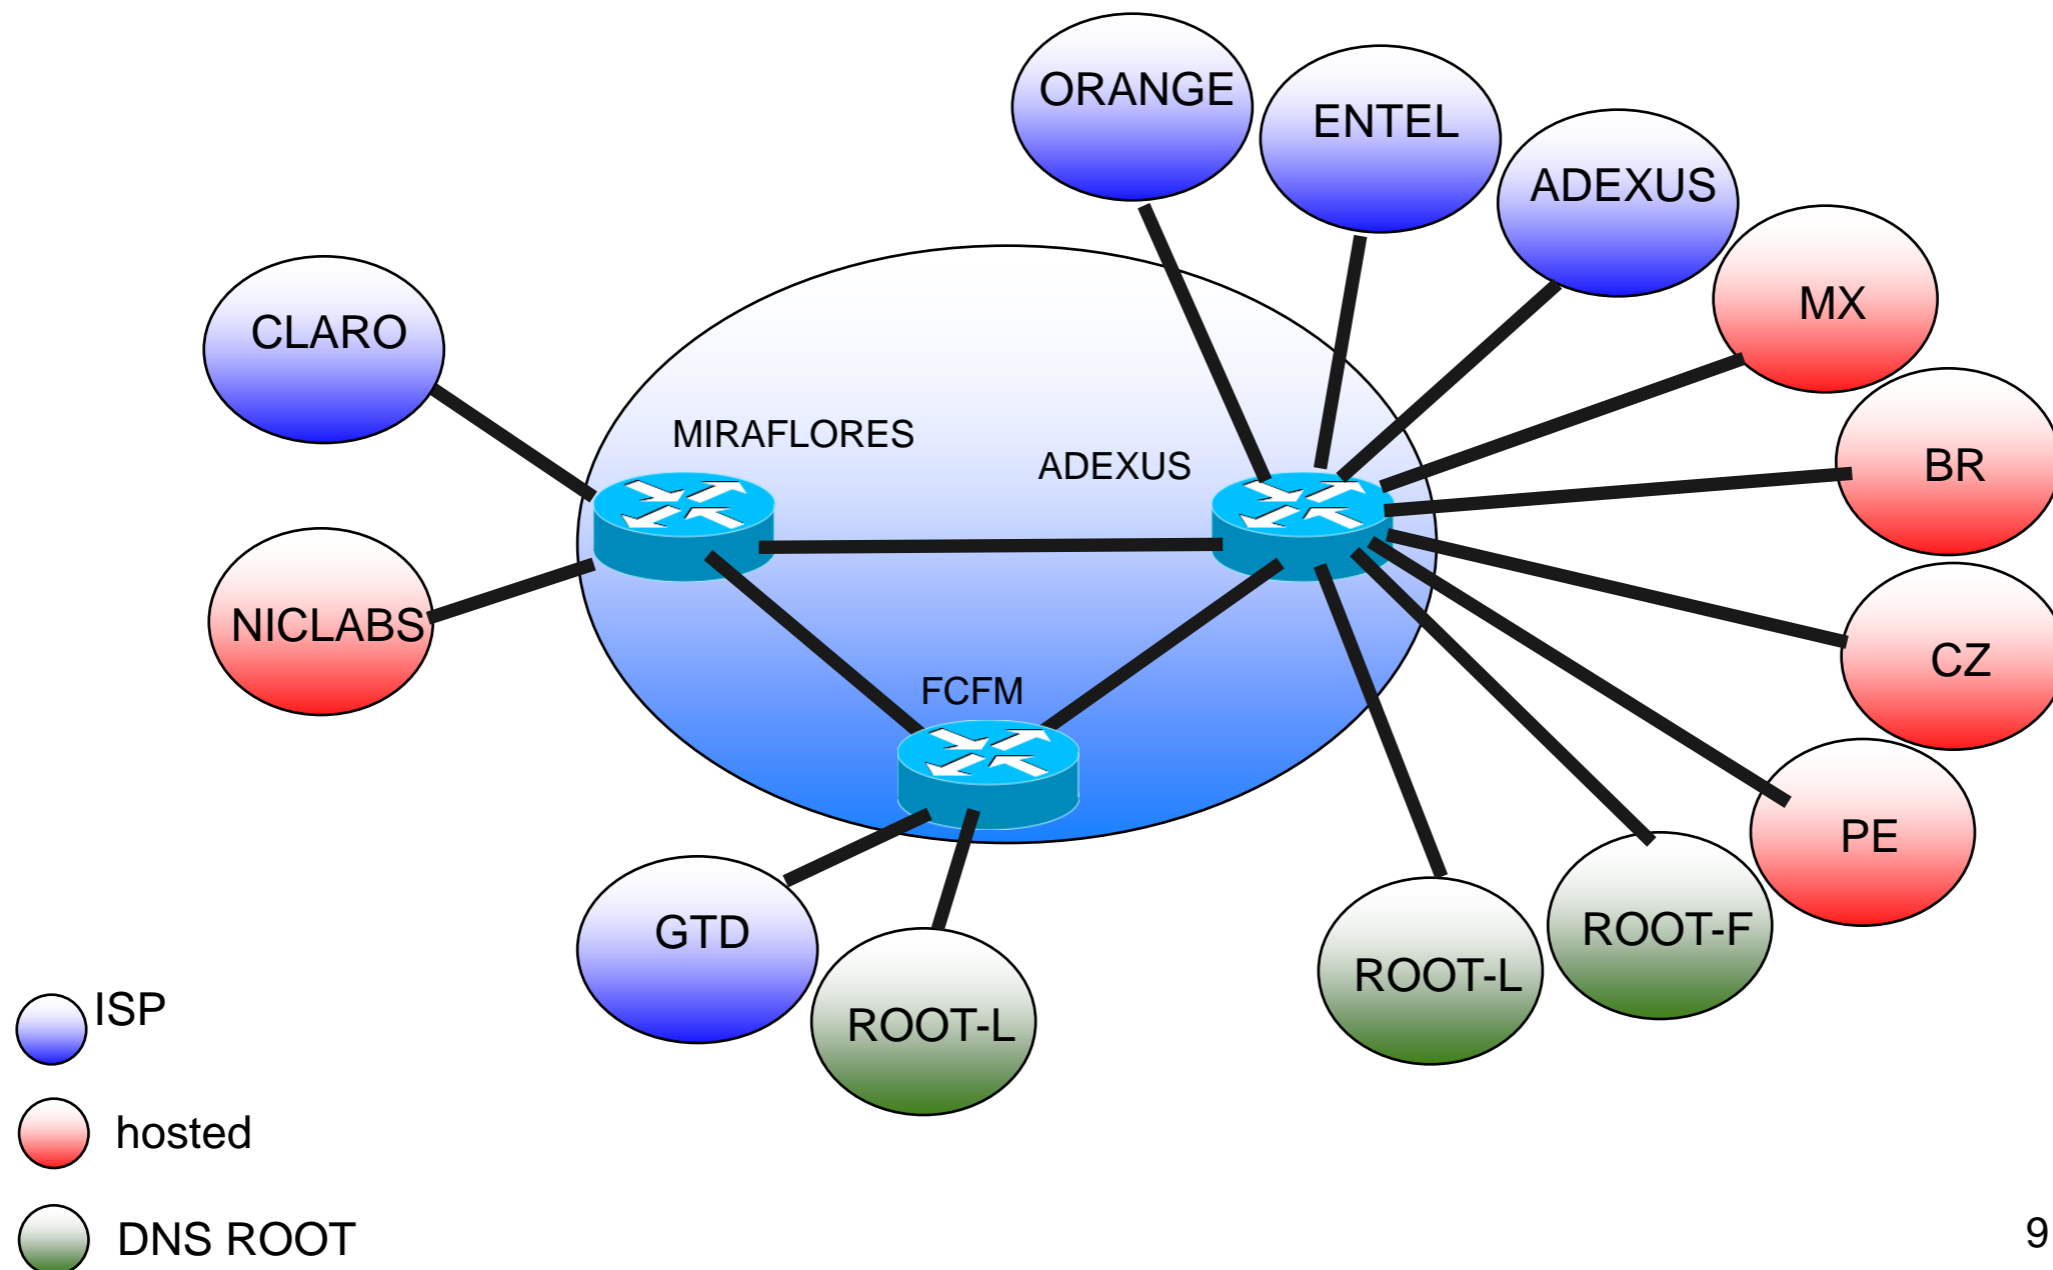 ORANGE
ENTEL
ADEXUS
MX
CLARO
MIRAFLORES
ADEXUS
BR
NICLABS
FCFM
CZ
PE
GTD
ROOT-L
ROOT-L
ROOT-F
ISP
hosted
DNS ROOT
9